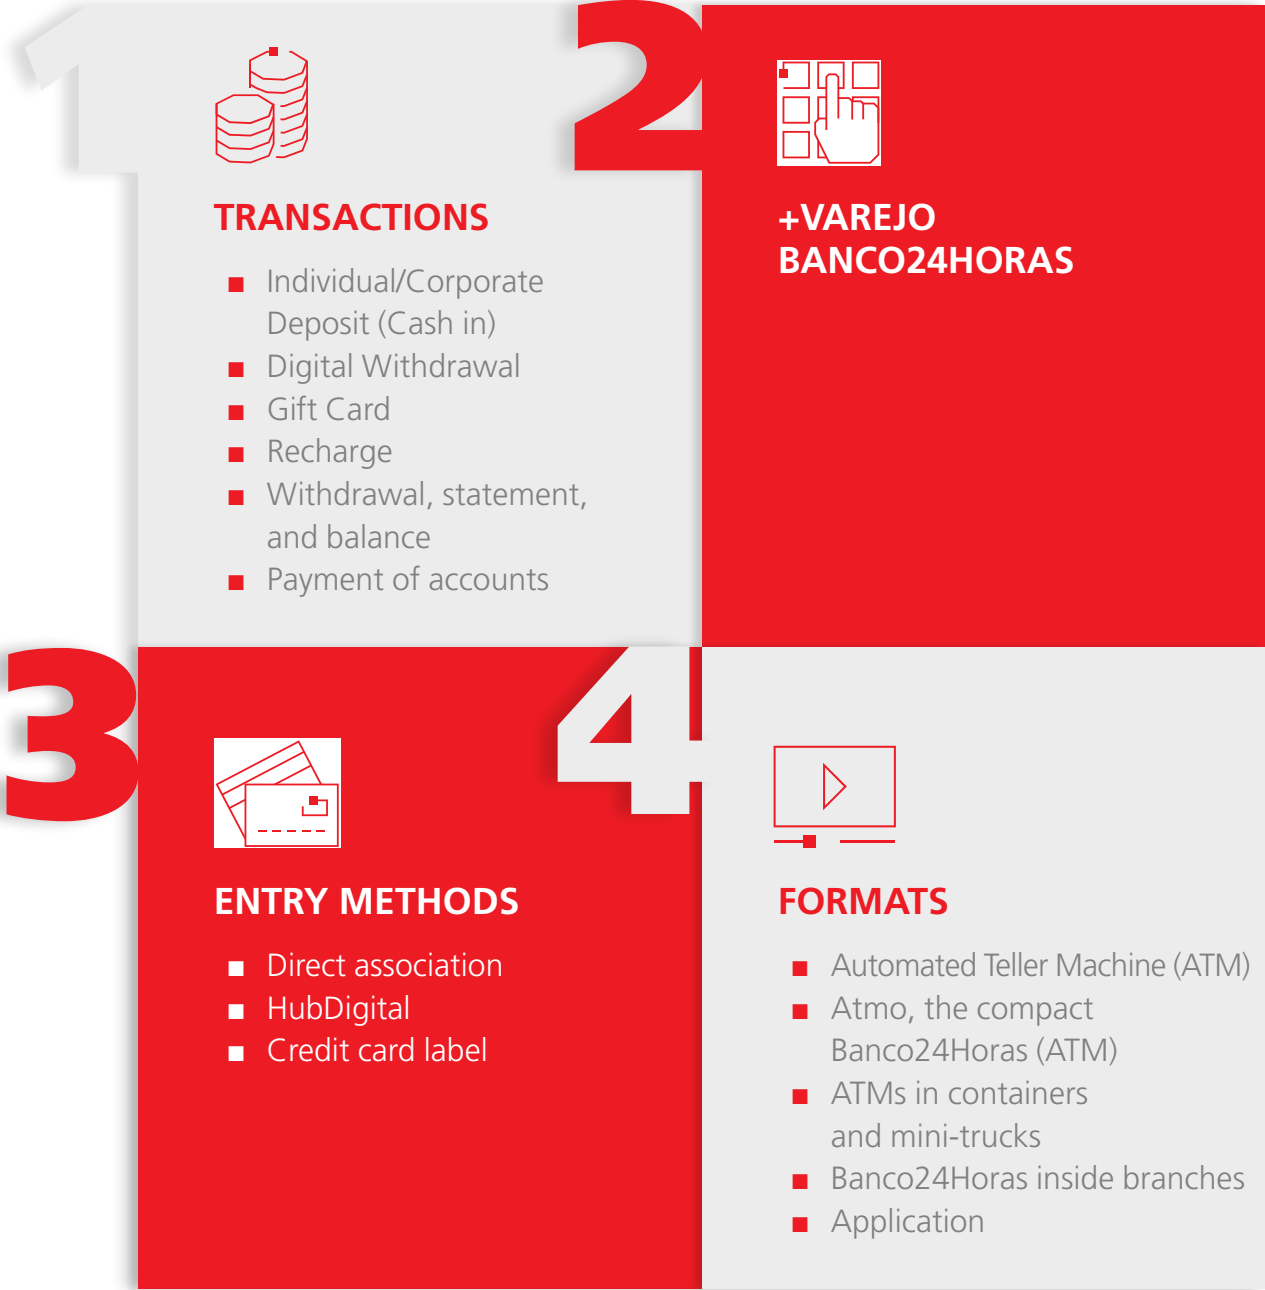 1
TRANSACTIONS
■ Individual/Corporate
Deposit (Cash in)
■ Digital Withdrawal
■ Gift Card
■ Recharge
■ Withdrawal, statement,
and balance
■ Payment of accounts
2
+VAREJO
BANCO24HORAS
3
ENTRY METHODS
■ Direct association
■ HubDigital
■ Credit card label
4
FORMATS
■ Automated Teller Machine (ATM)
■ Atmo, the compact
Banco24Horas (ATM)
■ ATMs in containers
and mini-trucks
■ Banco24Horas inside branches
■ Application